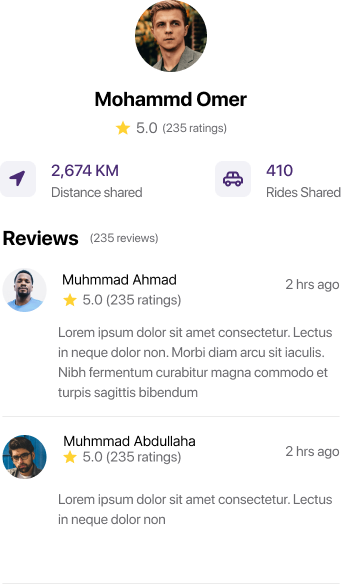 Mohammd Omer
5.0 (235 ratings)
2,674 KM
Distance shared
410
Rides Shared
Reviews (235 reviews)
Muhmmad Ahmad
2 hrs ago
5.0 (235 ratings)
Lorem ipsum dolor sit amet consectetur. Lectus
in neque dolor non. Morbi diam arcu sit iaculis.
Nibh fermentum curabitur magna commodo et
turpis sagittis bibendum
Muhmmad Abdullaha
2 hrs ago
5.0 (235 ratings)
Lorem ipsum dolor sit amet consectetur. Lectus
in neque dolor non